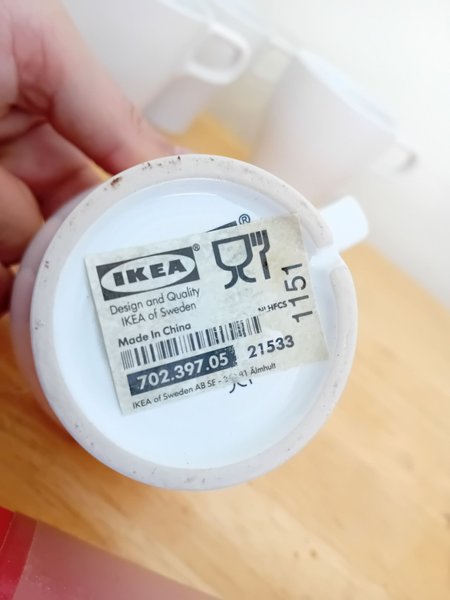 IKEA®
Design and Quality
IKEA of Sweden
Made in China
702.397.05 21533
IKEA of Sweden AB SE - 81 Älmhult
1151
®